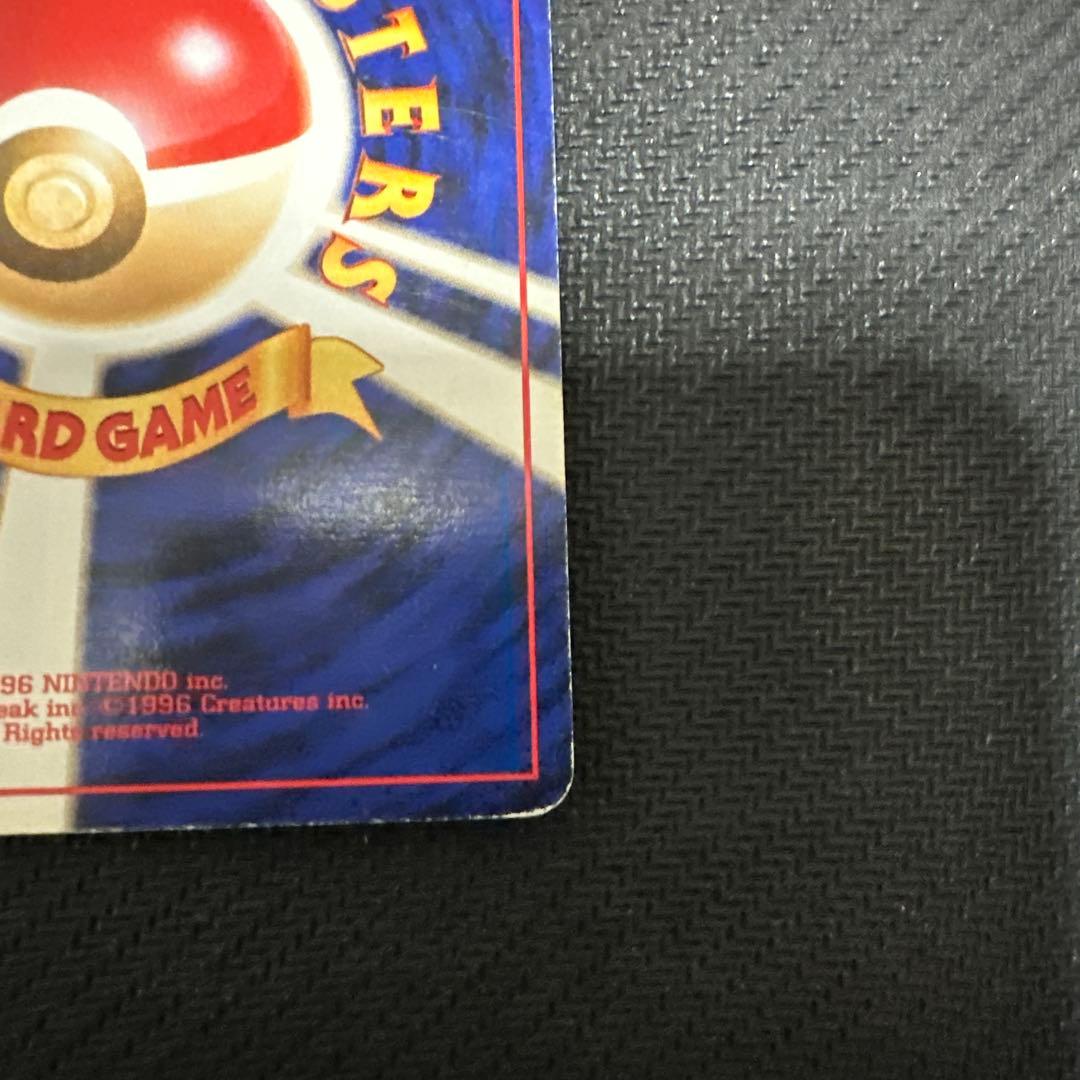 TERS
RD GAME
96 NINTENDO inc.
eak inc. ©1996 Creatures inc.
Rights reserved.